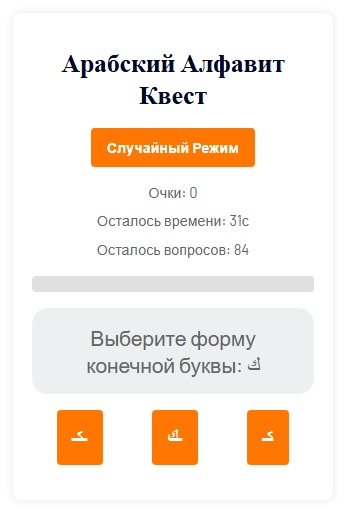 Арабский Алфавит
Квест
Случайный Режим
Очки: 0
Осталось времени: 31с
Осталось вопросов: 84
Выберите форму
конечной буквы: ك
ـكـ ـك كـ